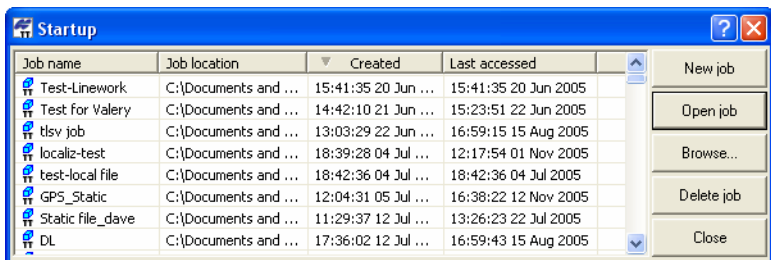 Startup
Job name Job location Created Last accessed
Test-Linework C:\Documents and ... 15:41:35 20 Jun ... 15:41:35 20 Jun 2005
Test for Valery C:\Documents and ... 14:42:10 21 Jun ... 15:23:51 22 Jun 2005
tlsv job C:\Documents and ... 13:03:29 22 Jun ... 16:59:15 15 Aug 2005
localiz-test C:\Documents and ... 18:39:28 04 Jul ... 12:17:54 01 Nov 2005
test-local file C:\Documents and ... 18:42:36 04 Jul ... 18:42:36 04 Jul 2005
GPS_Static C:\Documents and ... 12:04:31 05 Jul ... 16:38:22 12 Nov 2005
Static file_dave C:\Documents and ... 11:29:37 12 Jul ... 13:26:23 22 Jul 2005
DL C:\Documents and ... 17:36:02 12 Jul ... 16:59:43 15 Aug 2005
New job
Open job
Browse...
Delete job
Close